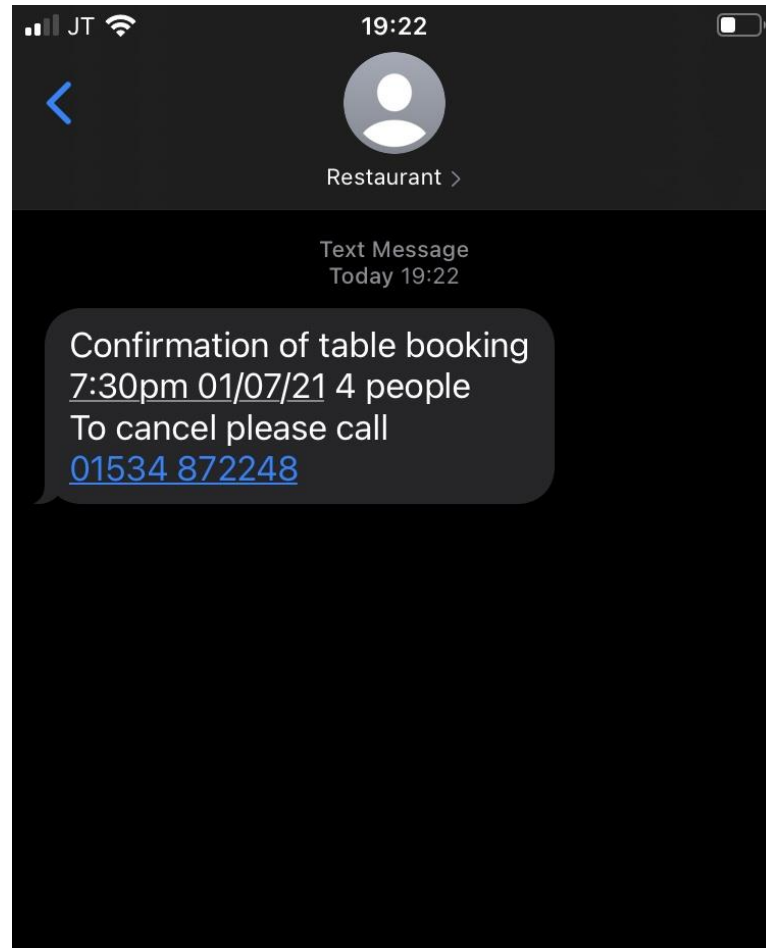 JT 19:22
Restaurant >
Text Message
Today 19:22
Confirmation of table booking
7:30pm 01/07/21 4 people
To cancel please call
01534 872248